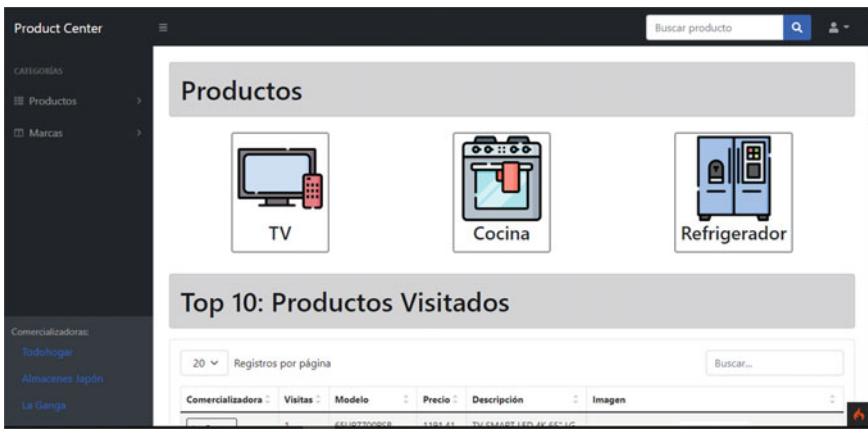 Product Center
Buscar producto
CATEGORÍAS
Productos
Marcas
Productos
TV
Cocina
Refrigerador
Top 10: Productos Visitados
Comercializadoras:
Todohogar
Almacenes Japón
La Ganga
20 Registros por página
Buscar...
Comercializadora Visitas Modelo Precio Descripción Imagen